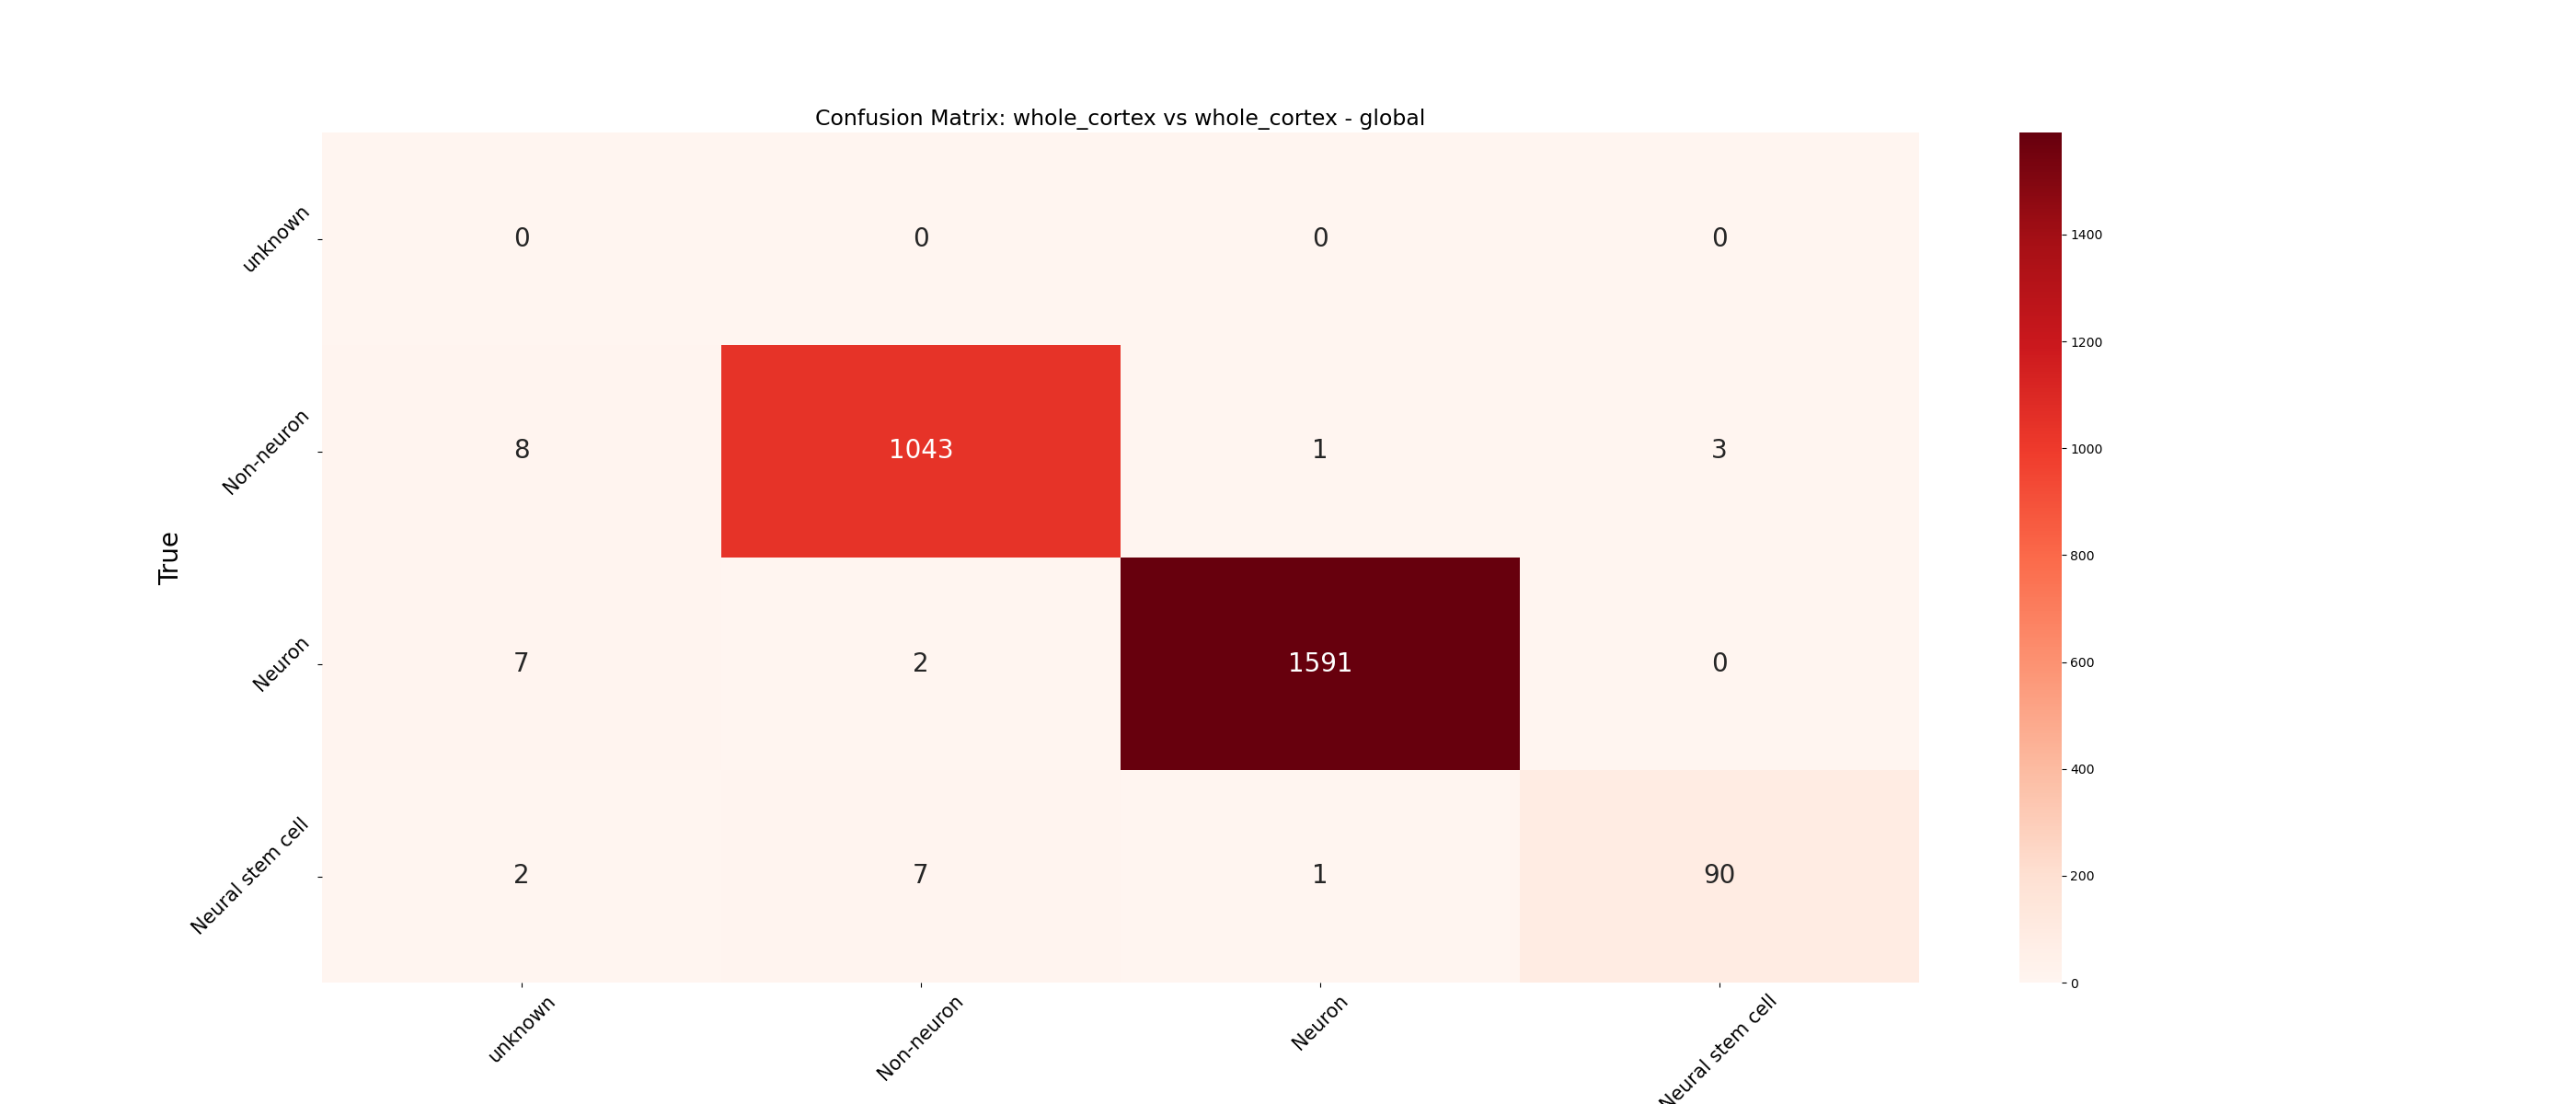 Confusion Matrix: whole_cortex vs whole_cortex - global
True
unknown
0 0 0 0
Non-neuron
8 1043 1 3
Neuron
7 2 1591 0
Neural stem cell
2 7 1 90
unknown Non-neuron Neuron Neural stem cell
1400
1200
1000
800
600
400
200
0